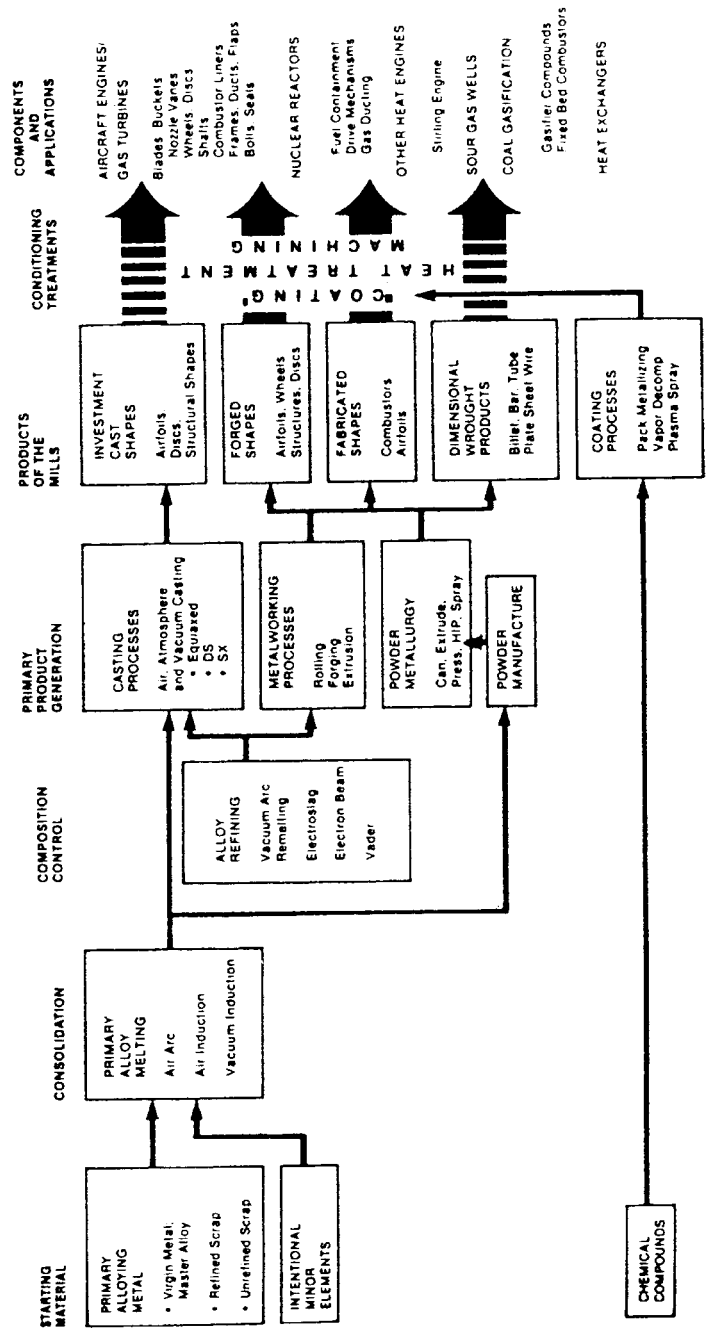 STARTING
MATERIAL
CONSOLIDATION
COMPOSITION
CONTROL
PRIMARY
PRODUCT
GENERATION
PRODUCTS
OF THE
MILLS
CONDITIONING
TREATMENTS
COMPONENTS
AND
APPLICATIONS
PRIMARY
ALLOYING
METAL
• Virgin Metal,
Master Alloy
• Refined Scrap
• Unrefined Scrap
INTENTIONAL
MINOR
ELEMENTS
CHEMICAL
COMPOUNDS
PRIMARY
ALLOY
MELTING
Air Arc
Air Induction
Vacuum Induction
ALLOY
REFINING
Vacuum Arc
Remelting
Electroslag
Electron Beam
Vader
CASTING
PROCESSES
Air, Atmosphere
and Vacuum Casting
• Equiaxed
• DS
• SX
METALWORKING
PROCESSES
Rolling
Forging
Extrusion
POWDER
METALLURGY
Can, Extrude,
Press, HIP, Spray
POWDER
MANUFACTURE
INVESTMENT
CAST
SHAPES
Airfoils
Discs,
Structural Shapes
FORGED
SHAPES
Airfoils, Wheels
Structures, Discs
FABRICATED
SHAPES
Combustors
Airfoils
DIMENSIONAL
WROUGHT
PRODUCTS
Billet, Bar, Tube
Plate Sheet Wire
COATING
PROCESSES
Pack Metallizing
Vapor Decomp
Plasma Spray
"COATING"
HEAT TREATMENT
MACHINING
AIRCRAFT ENGINES/
GAS TURBINES
Blades, Buckets
Nozzle Vanes
Wheels, Discs
Shafts
Combustor Liners
Frames, Ducts, Flaps
Bolts, Seals
NUCLEAR REACTORS
Fuel Containment
Drive Mechanisms
Gas Ducting
OTHER HEAT ENGINES
Stirling Engine
SOUR GAS WELLS
COAL GASIFICATION
Gasifier Compounds
Fixed Bed Combustors
HEAT EXCHANGERS